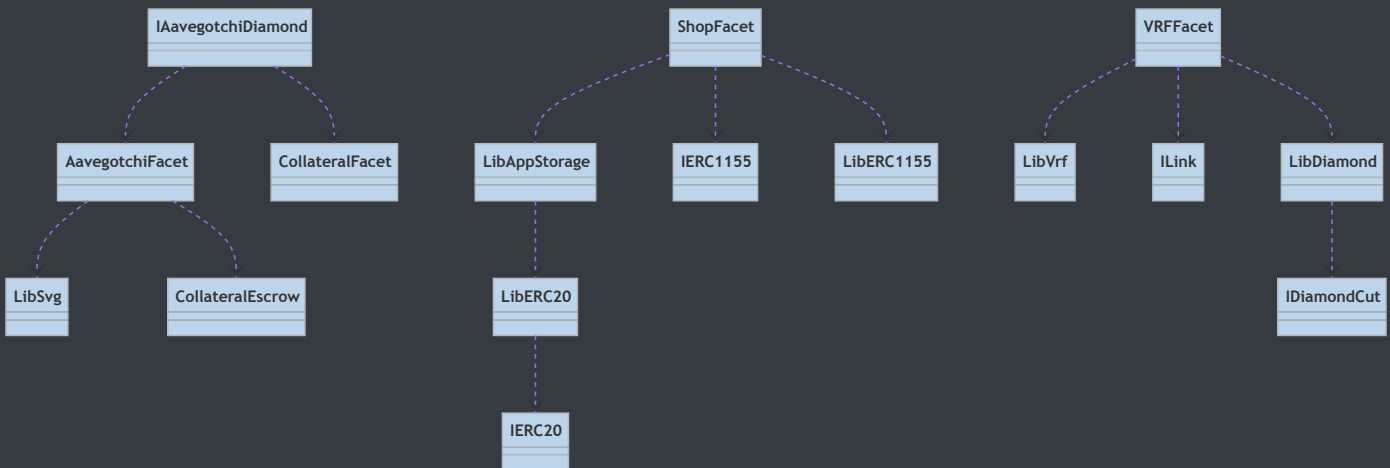 IAavegotchiDiamond
ShopFacet
VRFFacet
AavegotchiFacet
CollateralFacet
LibAppStorage
IERC1155
LibERC1155
LibVrf
ILink
LibDiamond
LibSvg
CollateralEscrow
LibERC20
IDiamondCut
IERC20